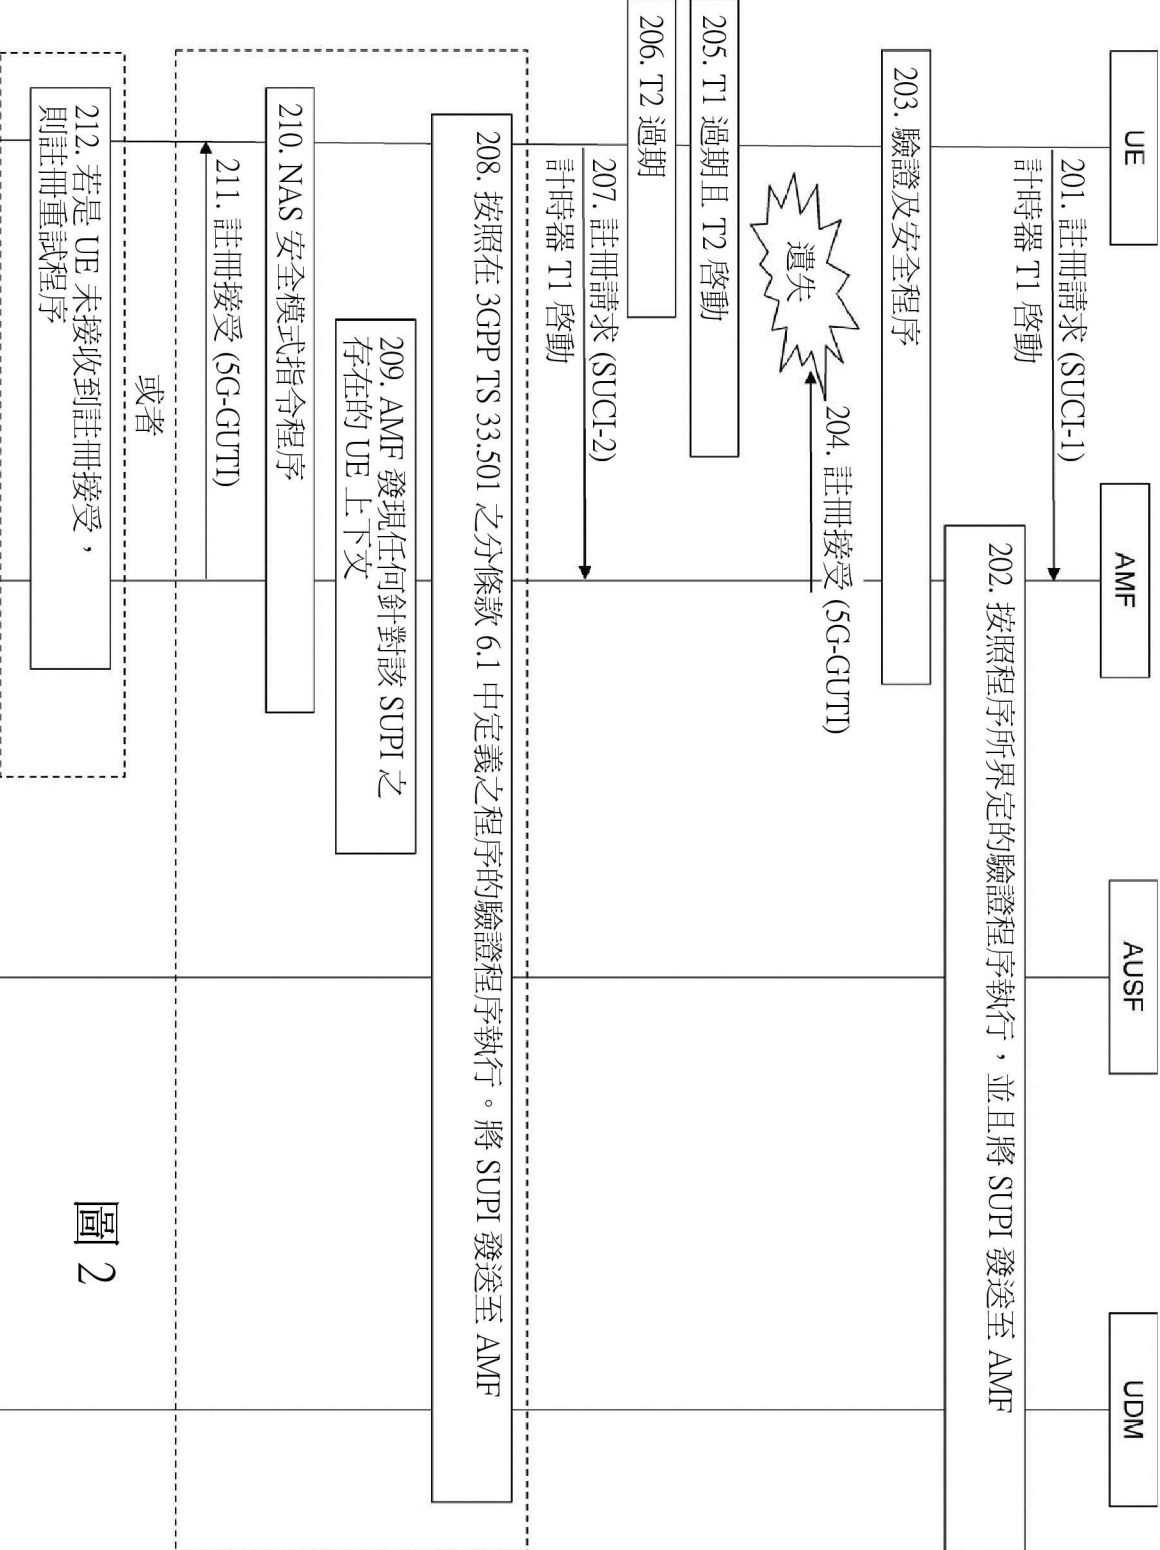 UE
AMF
AUSF
UDM
201. 註冊請求 (SUCI-1)
計時器 T1 啓動
202. 按照程序所界定的驗證程序執行，並且將 SUPI 發送至 AMF
203. 驗證及安全程序
204. 註冊接受 (5G-GUTI)
遺失
205. T1 過期且 T2 啓動
206. T2 過期
207. 註冊請求 (SUCI-2)
計時器 T1 啓動
208. 按照在 3GPP TS 33.501 之分條款 6.1 中定義之程序的驗證程序執行。將 SUPI 發送至 AMF
209. AMF 發現任何針對該 SUPI 之
存在的 UE 上下文
210. NAS 安全模式指令程序
211. 註冊接受 (5G-GUTI)
或者
212. 若是 UE 未接收到註冊接受，
則註冊重試程序
圖 2